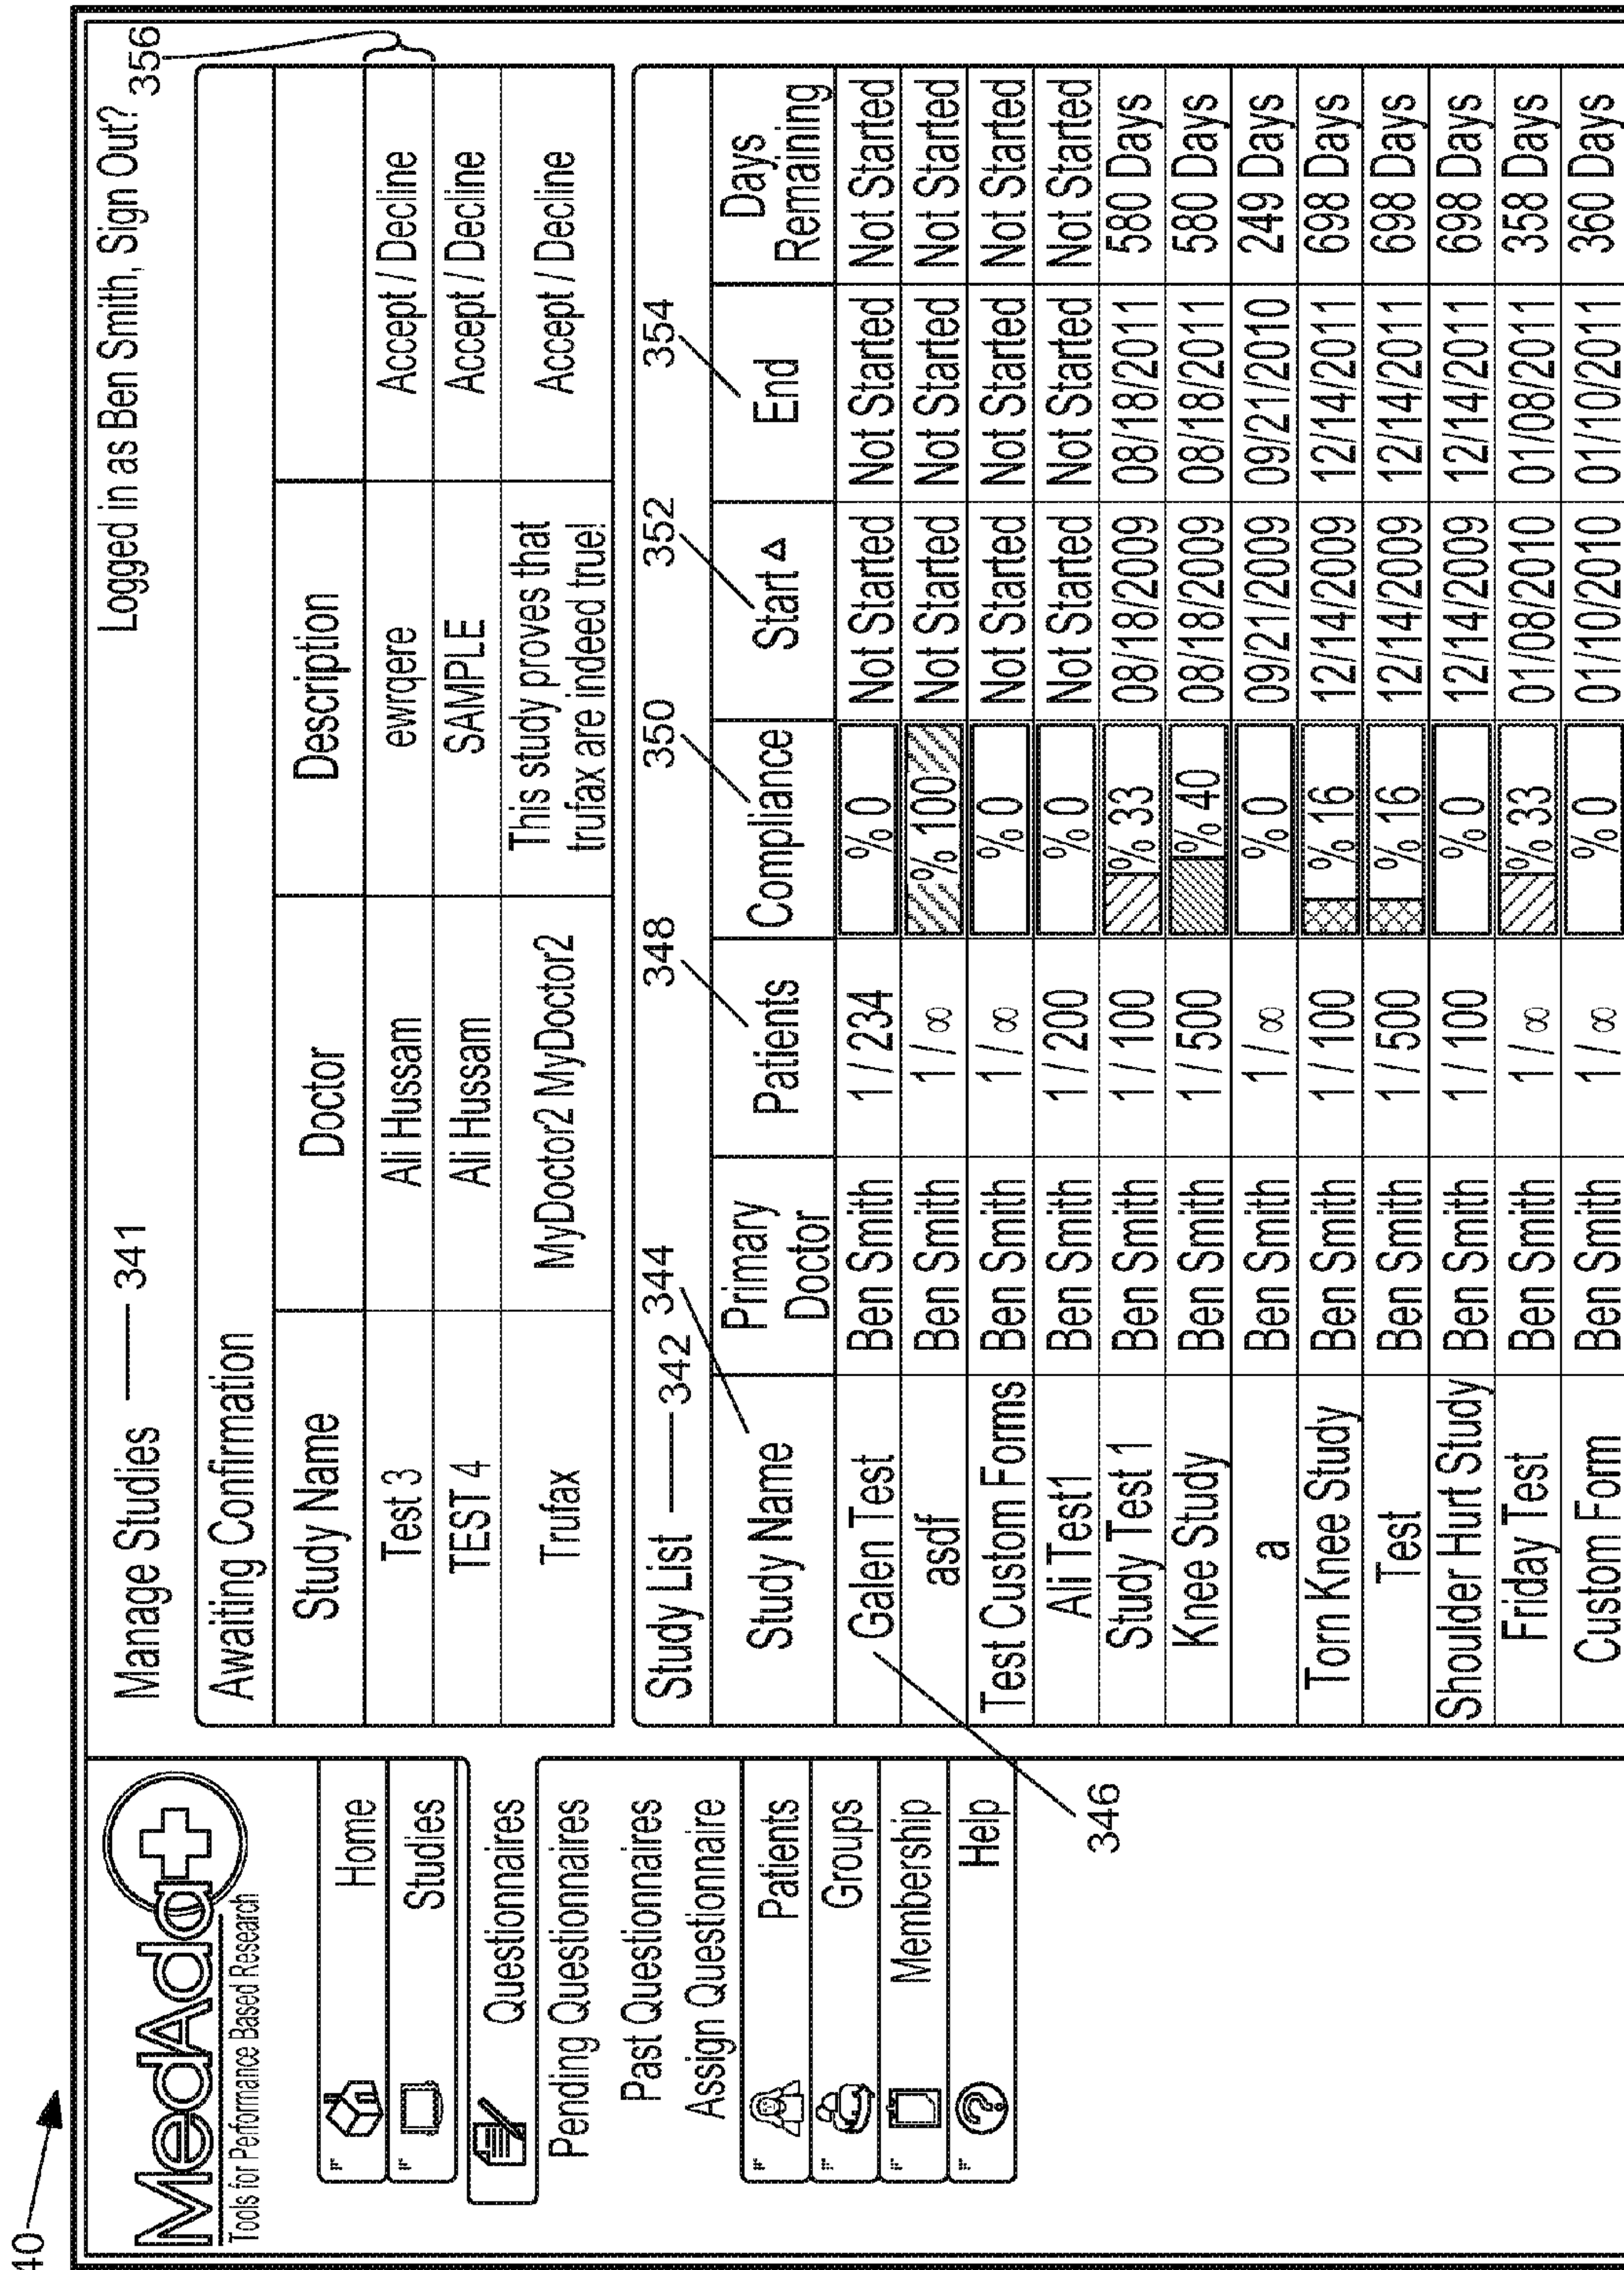 40
MedAda
Tools for Performance Based Research
Home
Studies
Questionnaires
Pending Questionnaires
Past Questionnaires
Assign Questionnaire
Patients
Groups
Membership
Help
346
Manage Studies 341
Logged in as Ben Smith, Sign Out?
356
Awaiting Confirmation
Study Name Doctor Description
Test 3 Ali Hussam ewrqere Accept / Decline
TEST 4 Ali Hussam SAMPLE Accept / Decline
Trufax MyDoctor2 MyDoctor2 This study proves that trufax are indeed true! Accept / Decline
Study List 342 344 348 350 352 354
Study Name Primary Doctor Patients Compliance Start ∆ End Days Remaining
Galen Test Ben Smith 1 / 234 % 0 Not Started Not Started Not Started
asdf Ben Smith 1 / ∞ % 100 Not Started Not Started Not Started
Test Custom Forms Ben Smith 1 / ∞ % 0 Not Started Not Started Not Started
Ali Test1 Ben Smith 1 / 200 % 0 Not Started Not Started Not Started
Study Test 1 Ben Smith 1 / 100 % 33 08/18/2009 08/18/2011 580 Days
Knee Study Ben Smith 1 / 500 % 40 08/18/2009 08/18/2011 580 Days
a Ben Smith 1 / ∞ % 0 09/21/2009 09/21/2010 249 Days
Torn Knee Study Ben Smith 1 / 100 % 16 12/14/2009 12/14/2011 698 Days
Test Ben Smith 1 / 500 % 16 12/14/2009 12/14/2011 698 Days
Shoulder Hurt Study Ben Smith 1 / 100 % 0 12/14/2009 12/14/2011 698 Days
Friday Test Ben Smith 1 / ∞ % 33 01/08/2010 01/08/2011 358 Days
Custom Form Ben Smith 1 / ∞ % 0 01/10/2010 01/10/2011 360 Days